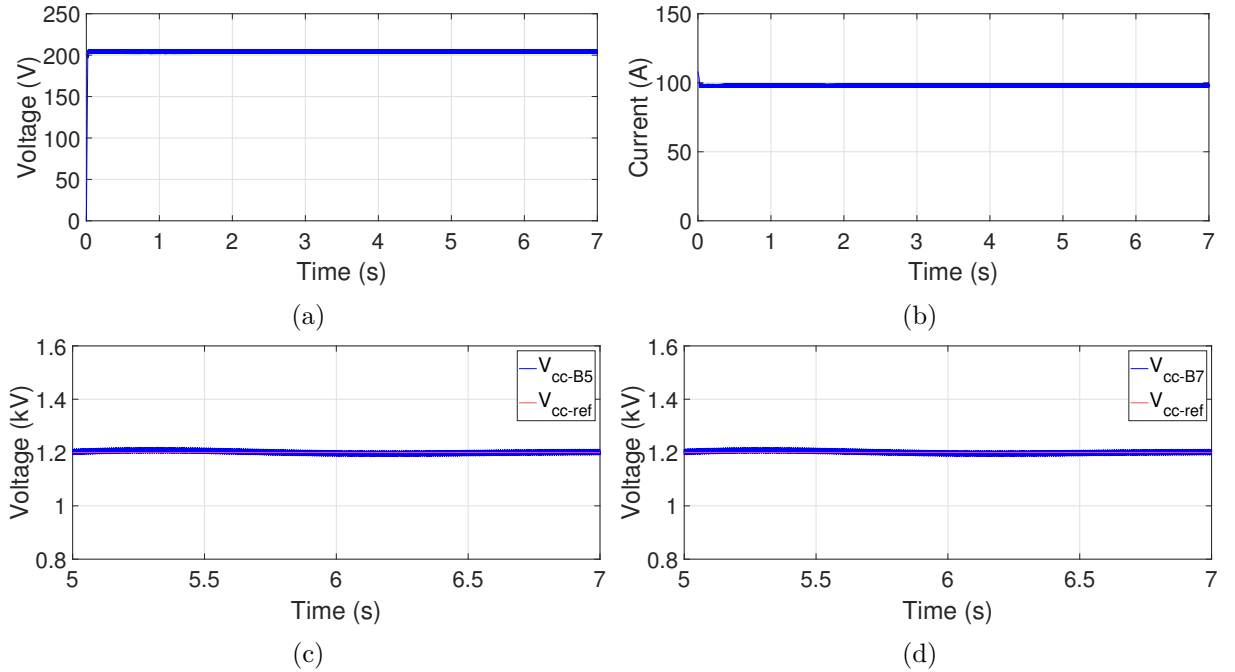 250
200
150
100
50
0
Voltage (V)
0 1 2 3 4 5 6 7
Time (s)
(a)
150
100
50
0
Current (A)
0 1 2 3 4 5 6 7
Time (s)
(b)
1.6
1.4
1.2
1
0.8
Voltage (kV)
V cc-B5
V cc-ref
5 5.5 6 6.5 7
Time (s)
(c)
1.6
1.4
1.2
1
0.8
Voltage (kV)
V cc-B7
V cc-ref
5 5.5 6 6.5 7
Time (s)
(d)